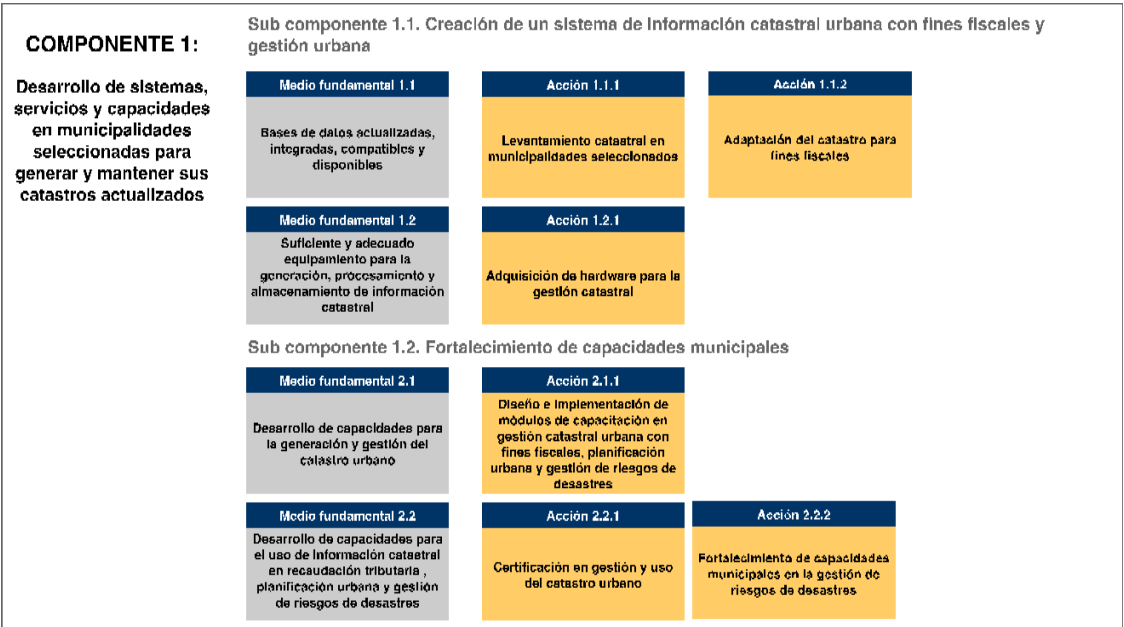 Sub componente 1.1. Creación de un sistema de información catastral urbana con fines fiscales y
gestión urbana
COMPONENTE 1:
Desarrollo de sistemas,
servicios y capacidades
en municipalidades
seleccionadas para
generar y mantener sus
catastros actualizados
Medio fundamental 1.1
Bases de datos actualizadas,
integradas, compatibles y
disponibles
Acción 1.1.1
Levantamiento catastral en
municipalidades seleccionados
Acción 1.1.2
Adaptación del catastro para
fines fiscales
Medio fundamental 1.2
Suficiente y adecuado
equipamiento para la
generación, procesamiento y
almacenamiento de información
catastral
Acción 1.2.1
Adquisición de hardware para la
gestión catastral
Sub componente 1.2. Fortalecimiento de capacidades municipales
Medio fundamental 2.1
Desarrollo de capacidades para
la generación y gestión del
catastro urbano
Acción 2.1.1
Diseño e implementación de
módulos de capacitación en
gestión catastral urbana con
fines fiscales, planificación
urbana y gestión de riesgos de
desastres
Medio fundamental 2.2
Desarrollo de capacidades para
el uso de información catastral
en recaudación tributaria ,
planificación urbana y gestión
de riesgos de desastres
Acción 2.2.1
Certificación en gestión y uso
del catastro urbano
Acción 2.2.2
Fortalecimiento de capacidades
municipales en la gestión de
riesgos de desastres